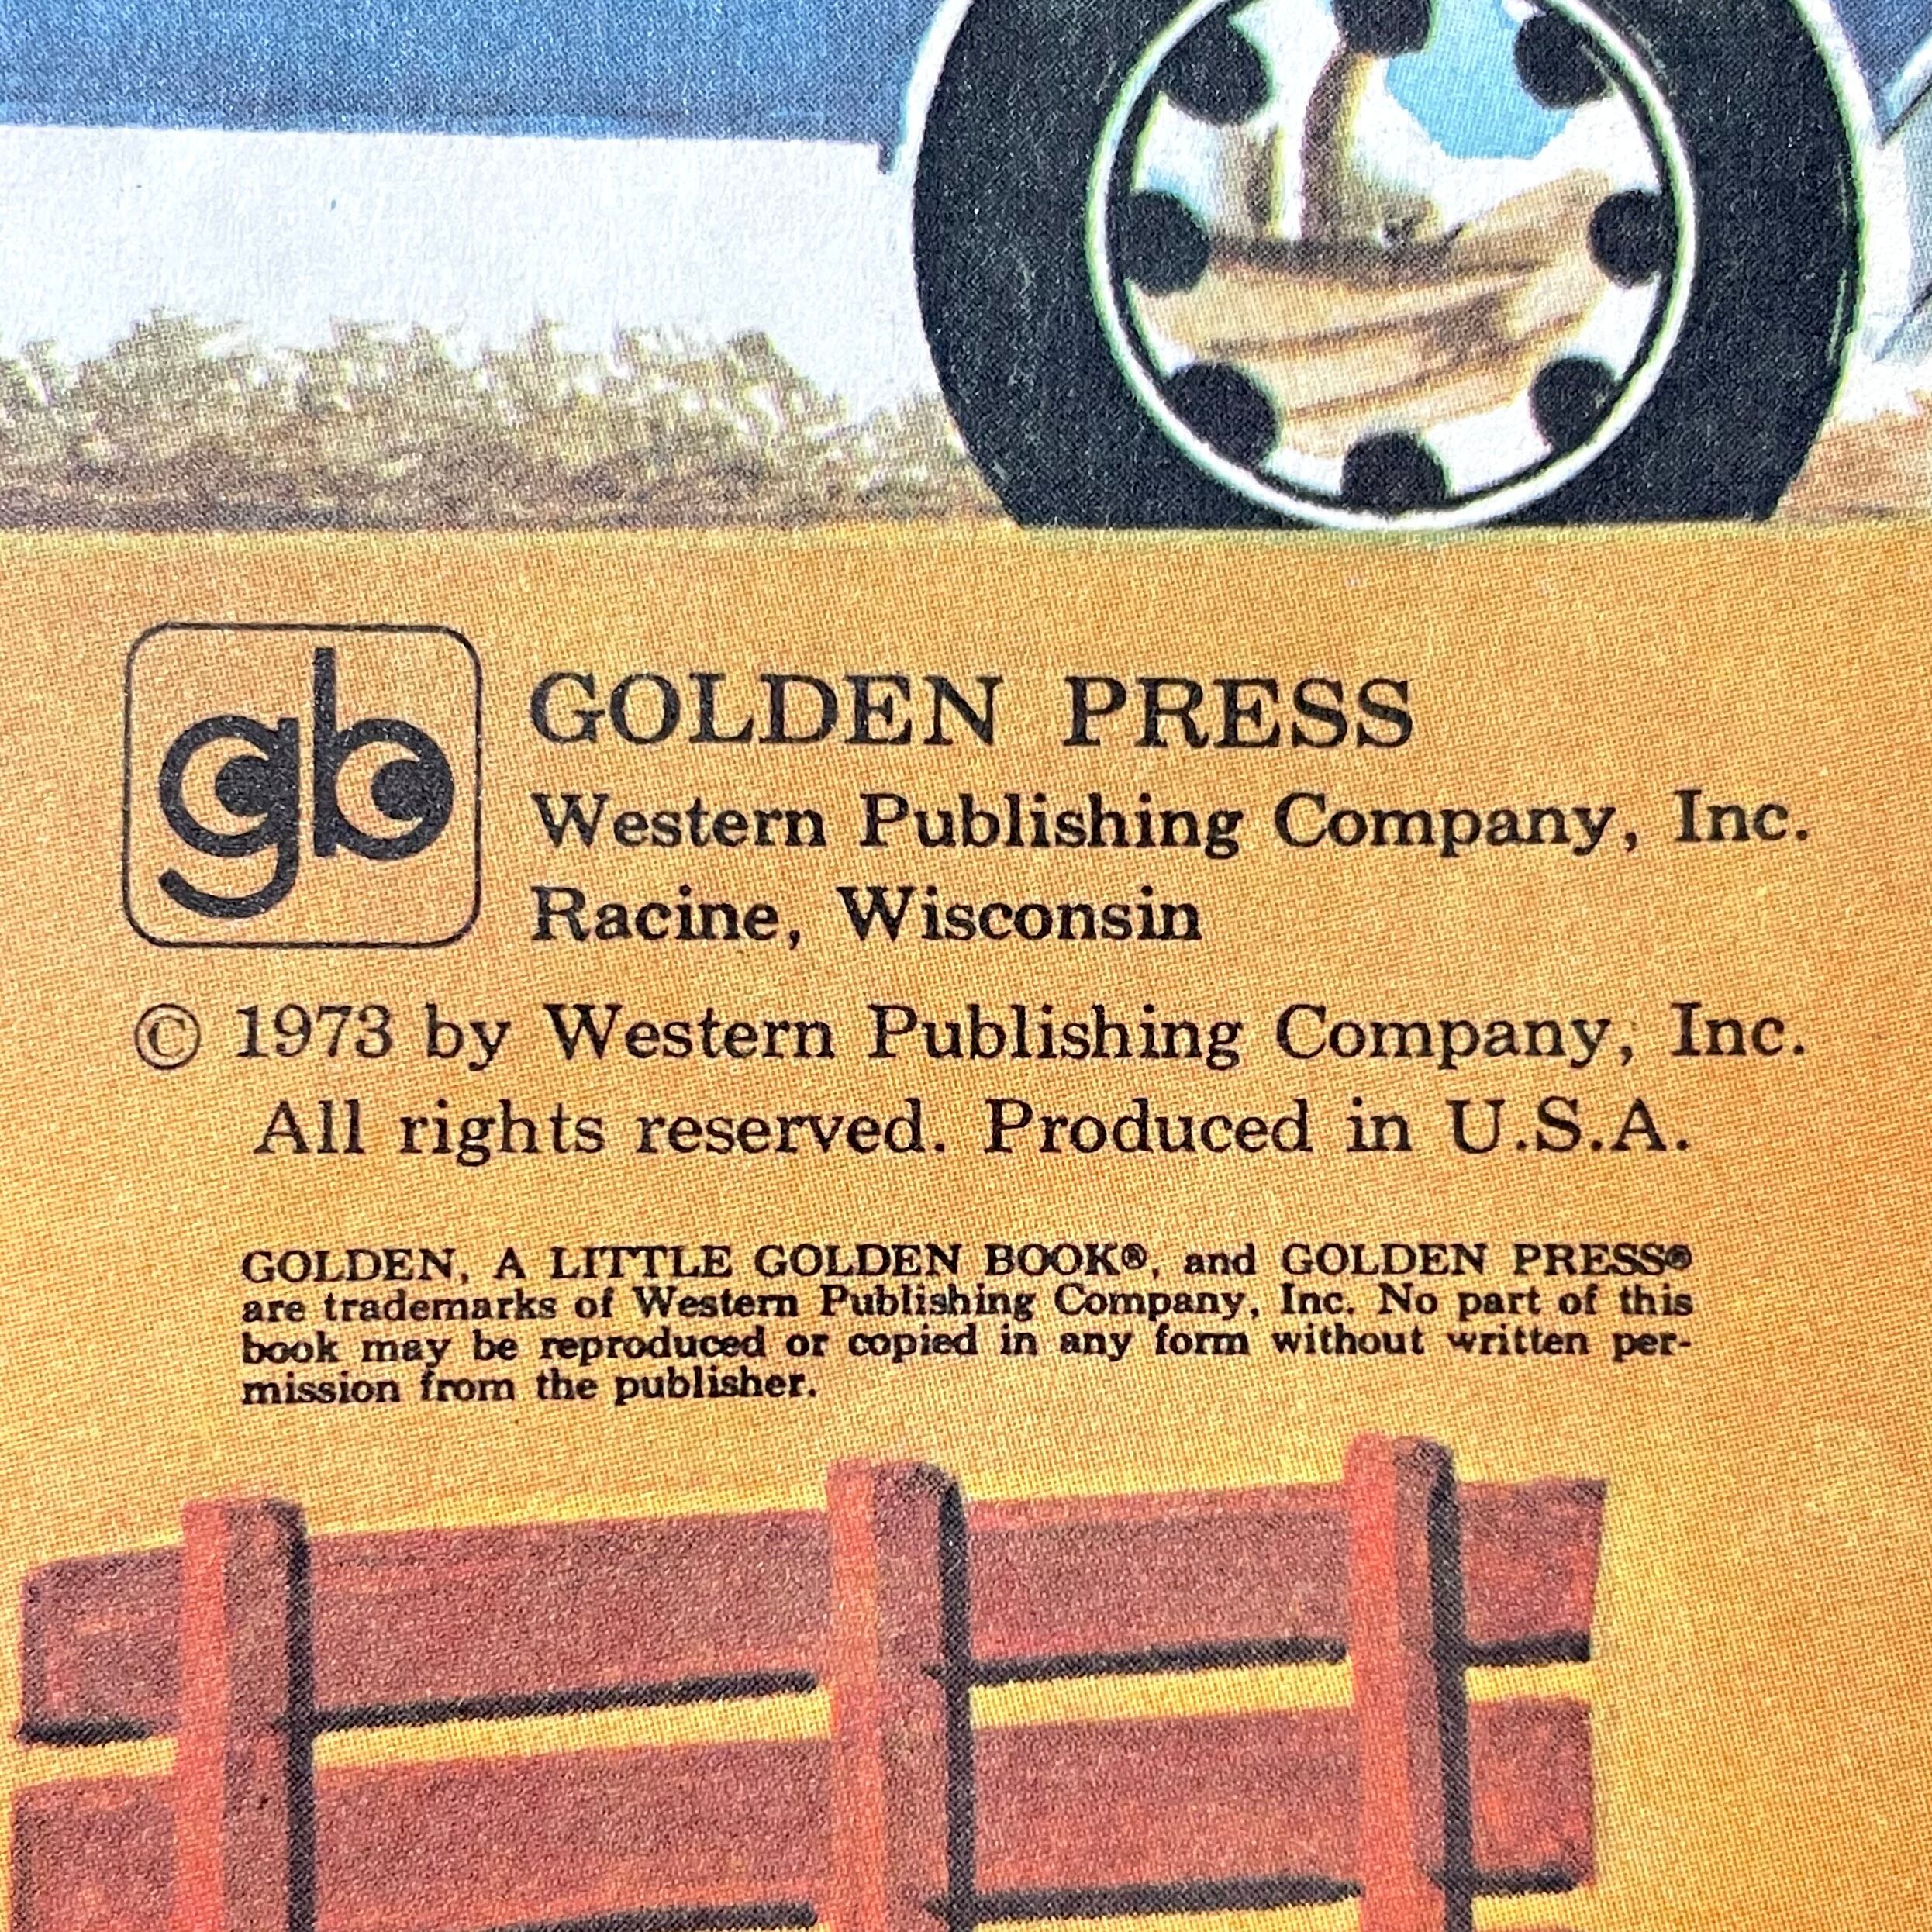 gb
GOLDEN PRESS
Western Publishing Company, Inc.
Racine, Wisconsin
© 1973 by Western Publishing Company, Inc.
All rights reserved. Produced in U.S.A.
GOLDEN, A LITTLE GOLDEN BOOK®, and GOLDEN PRESS®
are trademarks of Western Publishing Company, Inc. No part of this
book may be reproduced or copied in any form without written per-
mission from the publisher.